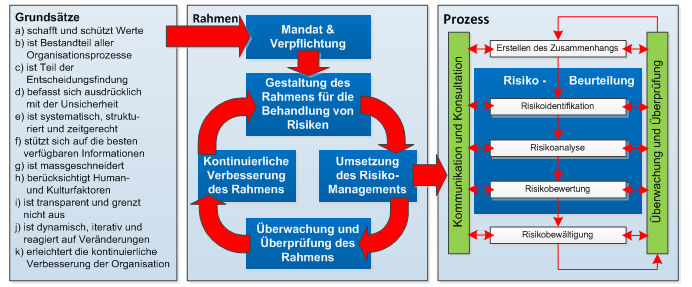 Grundsätze
a) schafft und schützt Werte
b) ist Bestandteil aller
Organisationsprozesse
c) ist Teil der
Entscheidungsfindung
d) befasst sich ausdrücklich
mit der Unsicherheit
e) ist systematisch, struktu-
riert und zeitgerecht
f) stützt sich auf die besten
verfügbaren Informationen
g) ist massgeschneidert
h) berücksichtigt Human-
und Kulturfaktoren
i) ist transparent und grenzt
nicht aus
j) ist dynamisch, iterativ und
reagiert auf Veränderungen
k) erleichtert die kontinuierliche
Verbesserung der Organisation
Rahmen
Mandat &
Verpflichtung
Gestaltung des
Rahmens für die
Behandlung von
Risiken
Kontinuierliche
Verbesserung
des Rahmens
Umsetzung
des Risiko-
Managements
Überwachung und
Überprüfung des
Rahmens
Prozess
Kommunikation und Konsultation
Erstellen des Zusammenhangs
Risiko - Beurteilung
Risikoidentifikation
Risikoanalyse
Risikobewertung
Risikobewältigung
Überwachung und Überprüfung